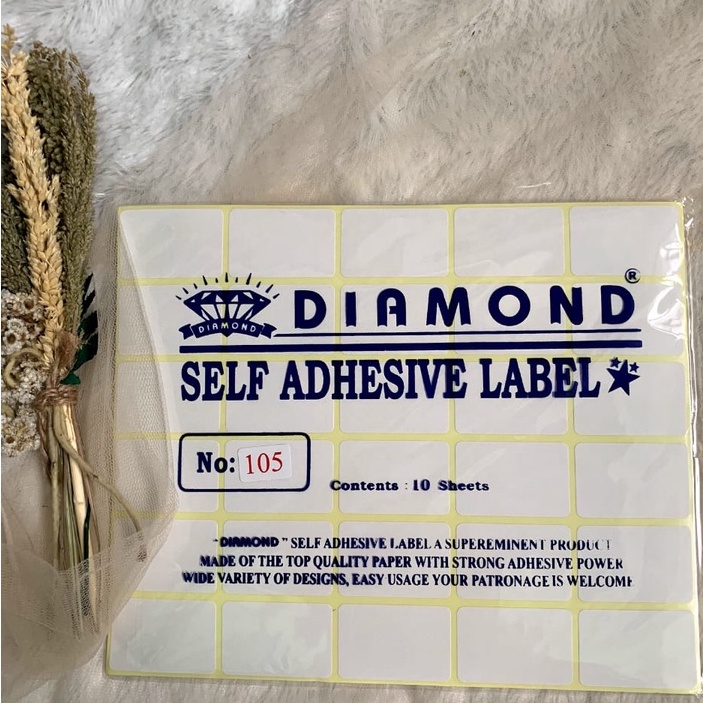 DIAMOND
DIAMOND ®
SELF ADHESIVE LABEL
No: 105
Contents : 10 Sheets
"DIAMOND" SELF ADHESIVE LABEL A SUPEREMINENT PRODUCT
MADE OF THE TOP QUALITY PAPER WITH STRONG ADHESIVE POWER
WIDE VARIETY OF DESIGNS, EASY USAGE YOUR PATRONAGE IS WELCOME